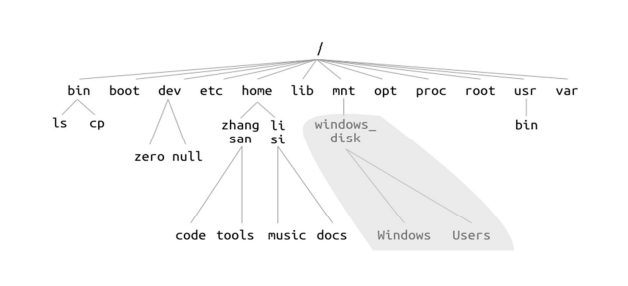 /
bin boot dev etc home lib mnt opt proc root usr var
ls cp zhang li windows_ bin
san si disk
zero null
code tools music docs Windows Users